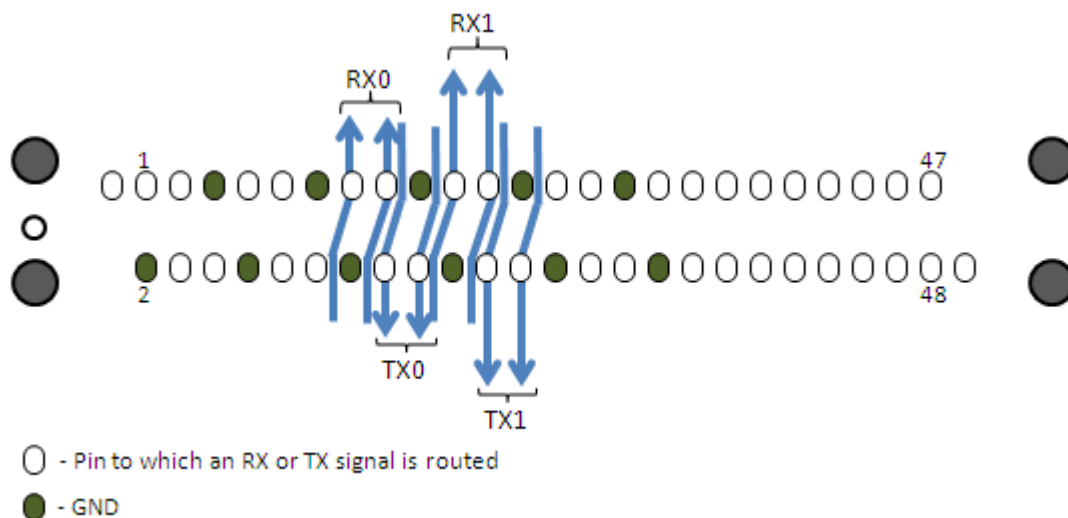 RX1
RX0
1
47
2
48
TX0
TX1
- Pin to which an RX or TX signal is routed
- GND